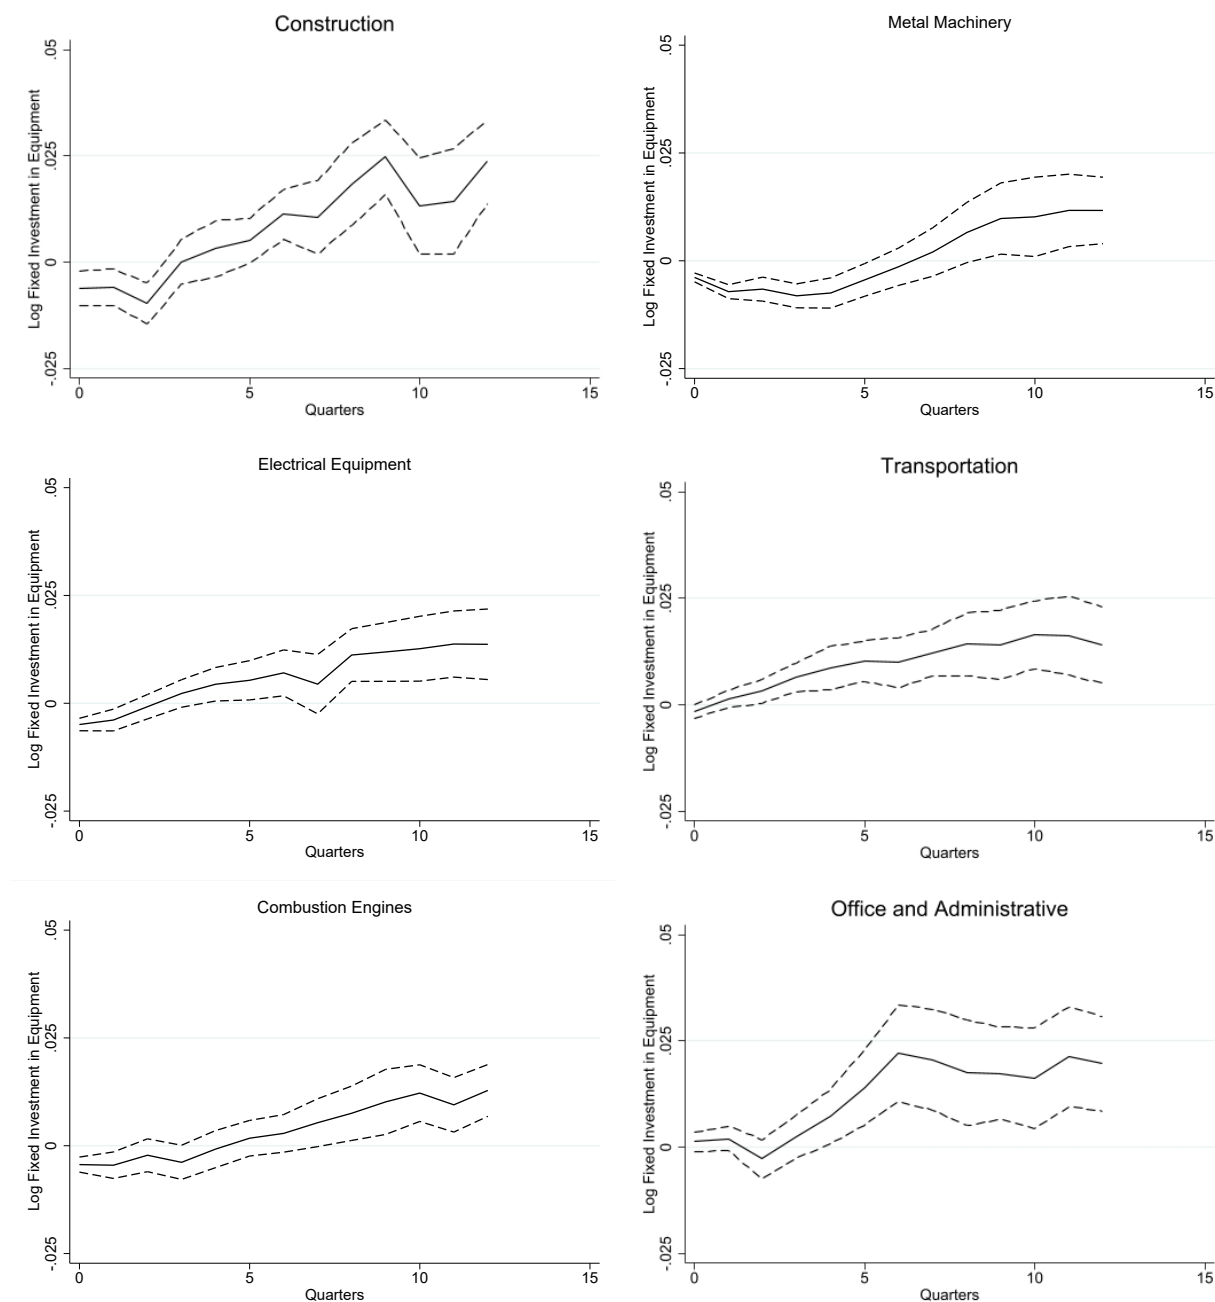 Construction
Log Fixed Investment in Equipment
.05
.025
0
-.025
0 5 10 15
Quarters
Metal Machinery
Log Fixed Investment in Equipment
.05
.025
0
-.025
0 5 10 15
Quarters
Electrical Equipment
Log Fixed Investment in Equipment
.05
.025
0
-.025
0 5 10 15
Quarters
Transportation
Log Fixed Investment in Equipment
.05
.025
0
-.025
0 5 10 15
Quarters
Combustion Engines
Log Fixed Investment in Equipment
.05
.025
0
-.025
0 5 10 15
Quarters
Office and Administrative
Log Fixed Investment in Equipment
.05
.025
0
-.025
0 5 10 15
Quarters